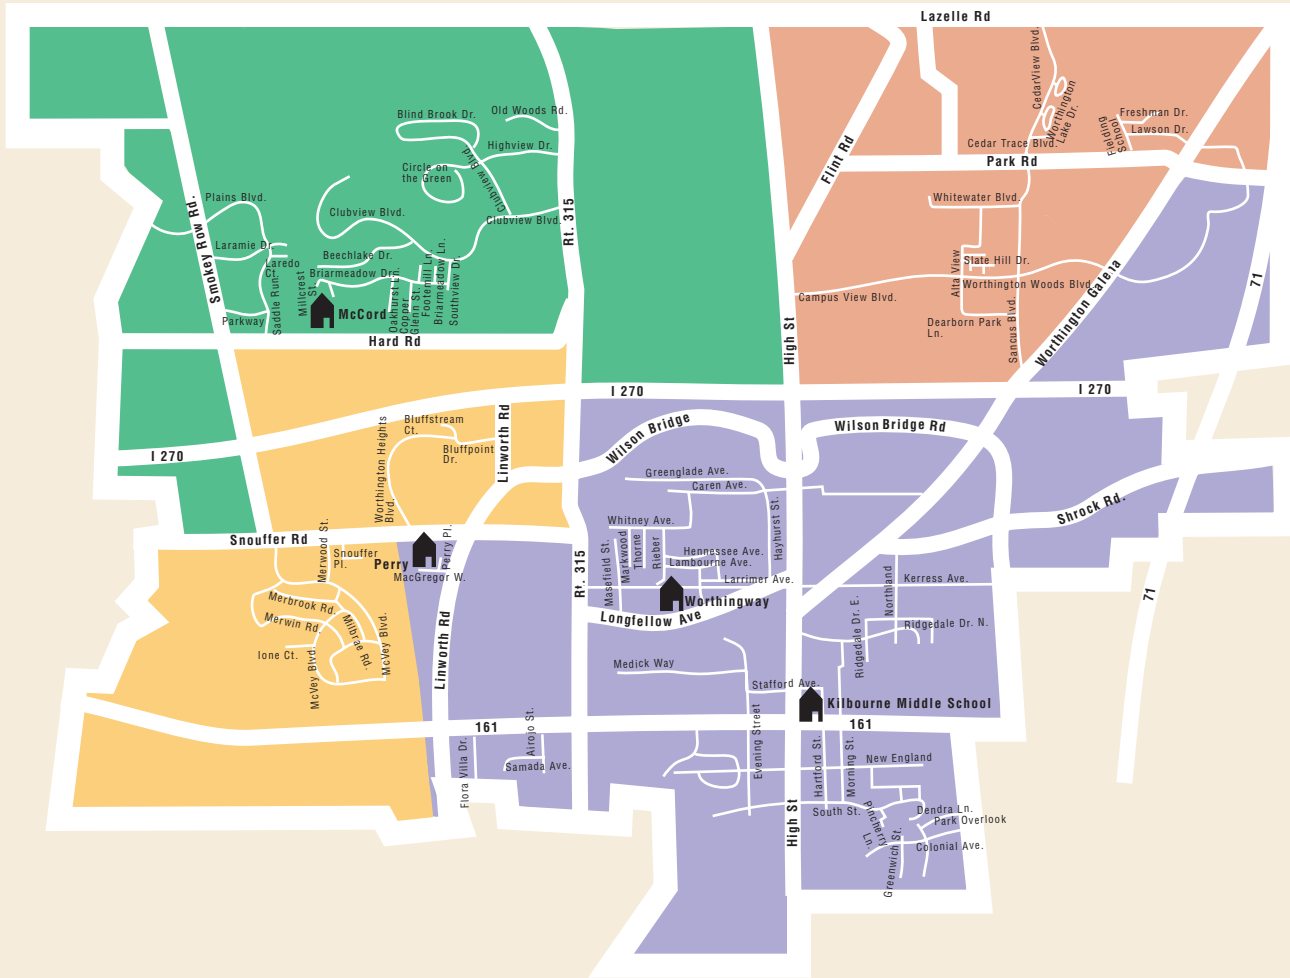 Lazelle Rd
CedarView Blvd.
Worthington
Lake Dr.
Freshman Dr.
Lawson Dr.
Fielding
School
Cedar Trace Blvd.
Park Rd
Flint Rd
Blind Brook Dr.
Old Woods Rd.
Highview Dr.
Clubview Blvd.
Circle on
the Green
Clubview Blvd.
Clubview Blvd.
Rt. 315
Plains Blvd.
Smokey Row Rd.
Laramie Dr.
Laredo
Ct.
Saddle Run
Parkway
Beechlake Dr.
Briarmeadow Dr.
Millcrest
St.
McCord
Oakhurst Ln.
Copper
Glenn St.
Footemill Ln.
Briarmeadow Ln.
Southview Dr.
Hard Rd
Whitewater Blvd.
Slate Hill Dr.
Alta View
Worthington Woods Blvd.
Campus View Blvd.
Dearborn Park
Ln.
Sancus Blvd.
Worthington Galena
71
High St
I 270
I 270
I 270
Wilson Bridge
Wilson Bridge Rd
Linworth Rd
Bluffstream
Ct.
Bluffpoint
Dr.
Worthington Heights
Blvd.
Greenglade Ave.
Caren Ave.
Hayhurst St.
Whitney Ave.
Masefield St.
Markwood
Thorne
Rieber
Hennessee Ave.
Lambourne Ave.
Larrimer Ave.
Worthingway
Longfellow Ave
Shrock Rd.
Snouffer Rd
Merwood St.
Snouffer
Pl.
Perry
Perry Pl.
MacGregor W.
Rt. 315
Merbrook Rd.
Merwin Rd.
Milbrae Rd.
McVey Blvd.
Ione Ct.
McVey Blvd.
Linworth Rd
Kerress Ave.
Northland
Ridgedale Dr. E.
Ridgedale Dr. N.
71
Medick Way
Stafford Ave.
Kilbourne Middle School
161
161
Evening Street
Flora Villa Dr.
Airojo St.
Samada Ave.
Hartford St.
Morning St.
New England
High St
South St.
Pincherry
Ln.
Dendra Ln.
Park Overlook
Colonial Ave.
Greenwich St.